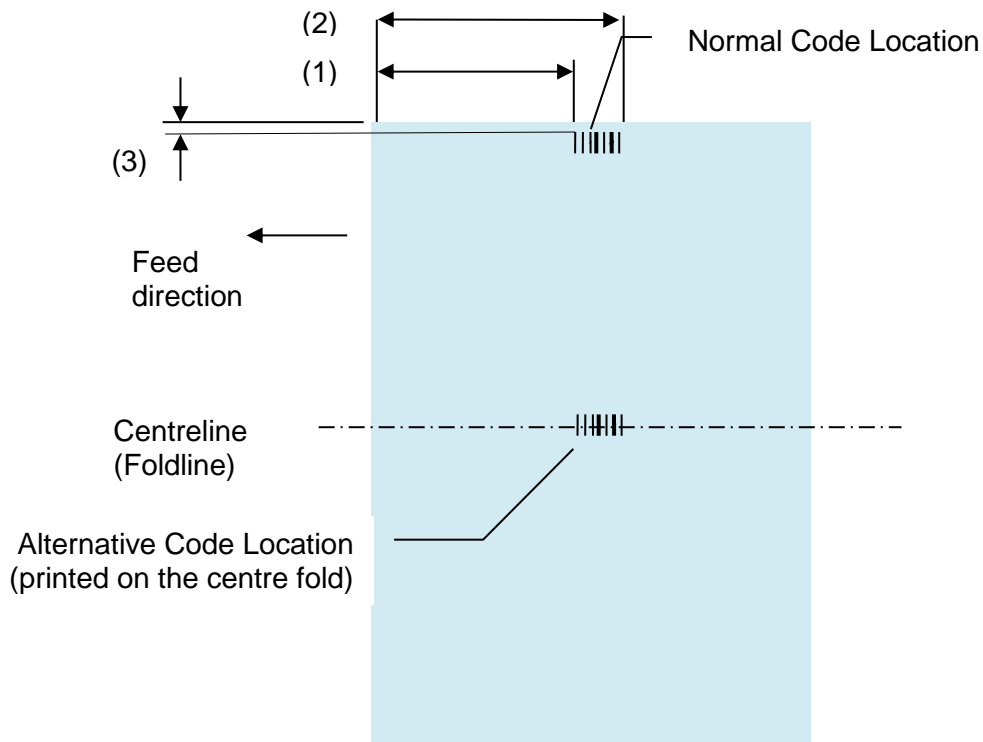 (2)
Normal Code Location
(1)
(3)
Feed
direction
Centreline
(Foldline)
Alternative Code Location
(printed on the centre fold)